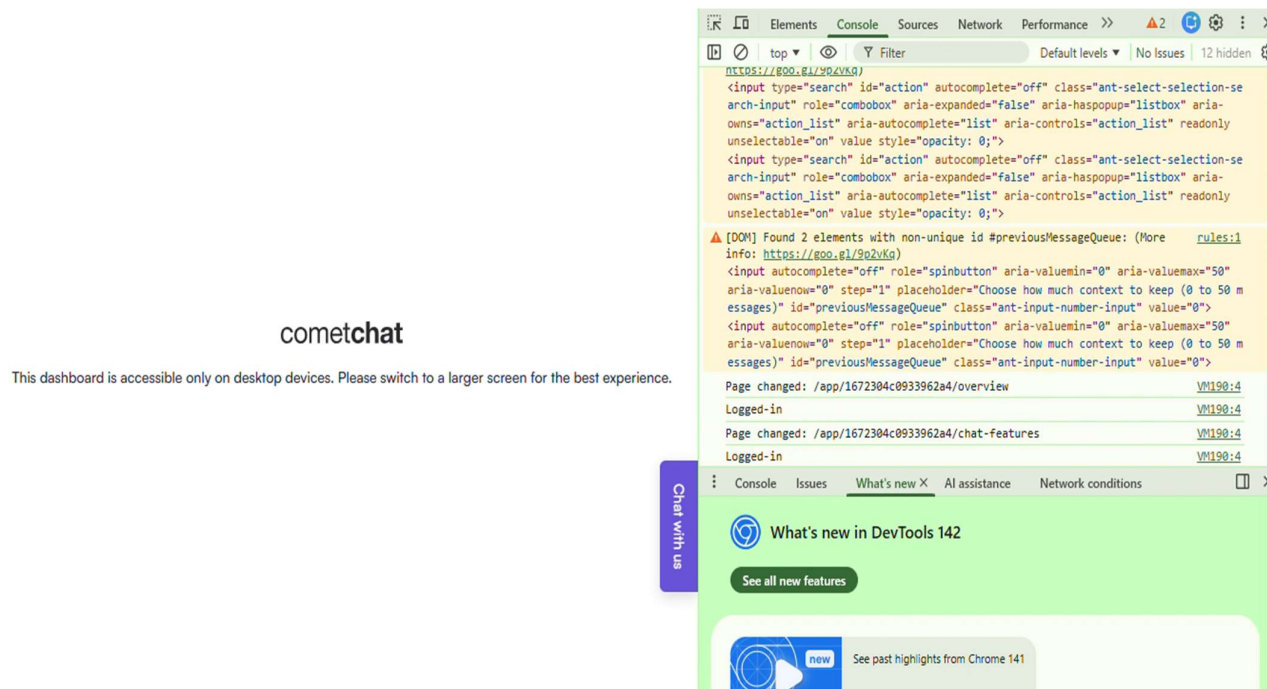 cometchat
This dashboard is accessible only on desktop devices. Please switch to a larger screen for the best experience.
Chat with us
Elements Console Sources Network Performance 2
top Filter Default levels No Issues 12 hidden
https://goo.gl/9p2vKq)
<input type="search" id="action" autocomplete="off" class="ant-select-selection-se
arch-input" role="combobox" aria-expanded="false" aria-haspopup="listbox" aria-
owns="action_list" aria-autocomplete="list" aria-controls="action_list" readonly
unselectable="on" value style="opacity: 0;">
<input type="search" id="action" autocomplete="off" class="ant-select-selection-se
arch-input" role="combobox" aria-expanded="false" aria-haspopup="listbox" aria-
owns="action_list" aria-autocomplete="list" aria-controls="action_list" readonly
unselectable="on" value style="opacity: 0;">
[DOM] Found 2 elements with non-unique id #previousMessageQueue: (More rules:1
info: https://goo.gl/9p2vKq)
<input autocomplete="off" role="spinbutton" aria-valuemin="0" aria-valuemax="50"
aria-valuenow="0" step="1" placeholder="Choose how much context to keep (0 to 50 m
essages)" id="previousMessageQueue" class="ant-input-number-input" value="0">
<input autocomplete="off" role="spinbutton" aria-valuemin="0" aria-valuemax="50"
aria-valuenow="0" step="1" placeholder="Choose how much context to keep (0 to 50 m
essages)" id="previousMessageQueue" class="ant-input-number-input" value="0">
Page changed: /app/1672304c0933962a4/overview VM190:4
Logged-in VM190:4
Page changed: /app/1672304c0933962a4/chat-features VM190:4
Logged-in VM190:4
Console Issues What's new AI assistance Network conditions
What's new in DevTools 142
See all new features
new
See past highlights from Chrome 141